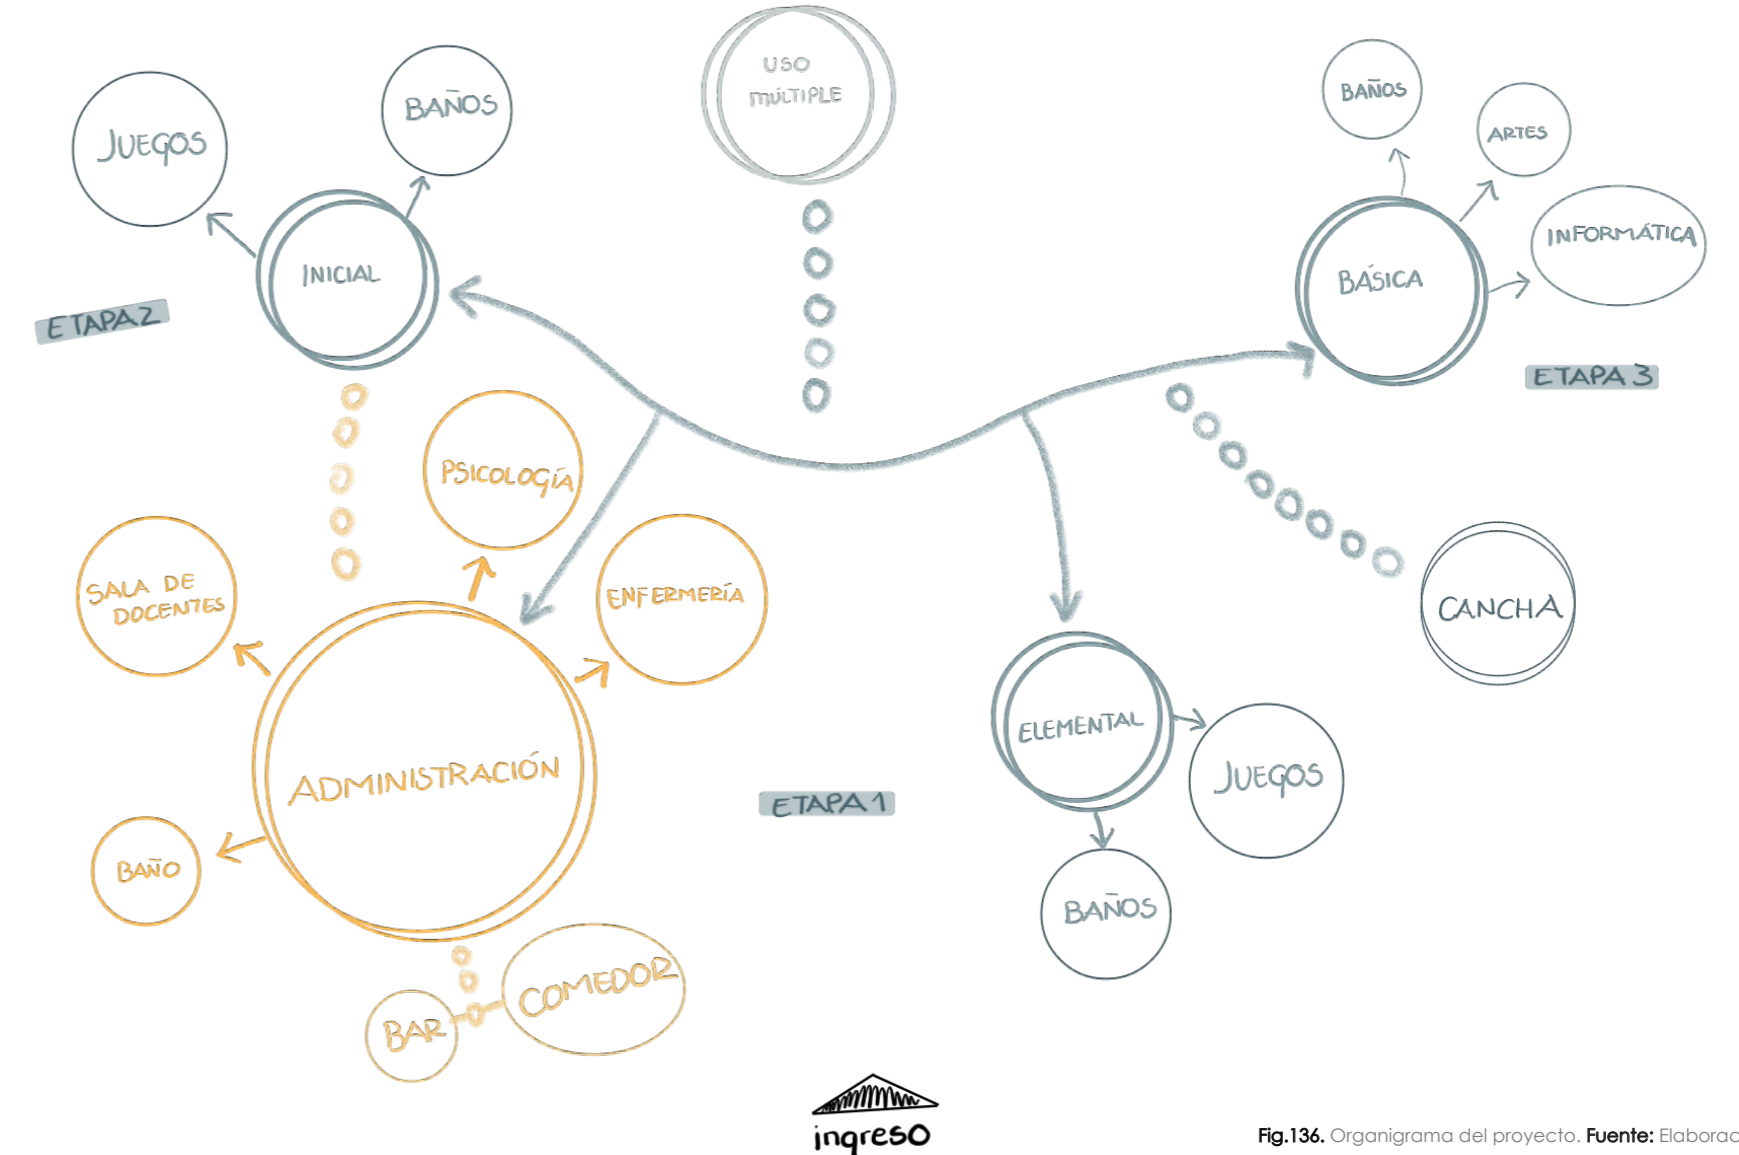 USO
MÚLTIPLE
BAÑOS
JUEGOS
INICIAL
ETAPA 2
BAÑOS
ARTES
INFORMÁTICA
BÁSICA
ETAPA 3
PSICOLOGÍA
SALA DE
DOCENTES
ENFERMERÍA
ADMINISTRACIÓN
BAÑO
BAR
COMEDOR
ETAPA 1
CANCHA
ELEMENTAL
JUEGOS
BAÑOS
ingreso
Fig.136. Organigrama del proyecto. Fuente: Elaborac